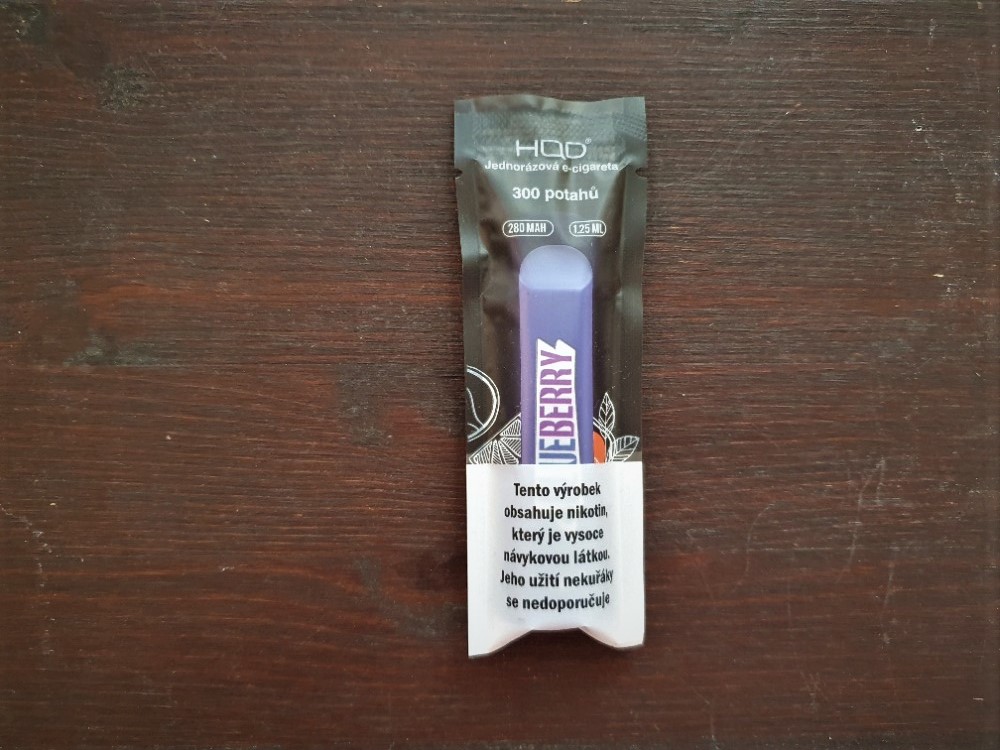 HQD®
Jednorázová e-cigareta
300 potahů
280 MAH 1.25 ML
UEBERRY
Tento výrobek
obsahuje nikotin,
který je vysoce
návykovou látkou.
Jeho užití nekuřáky
se nedoporučuje